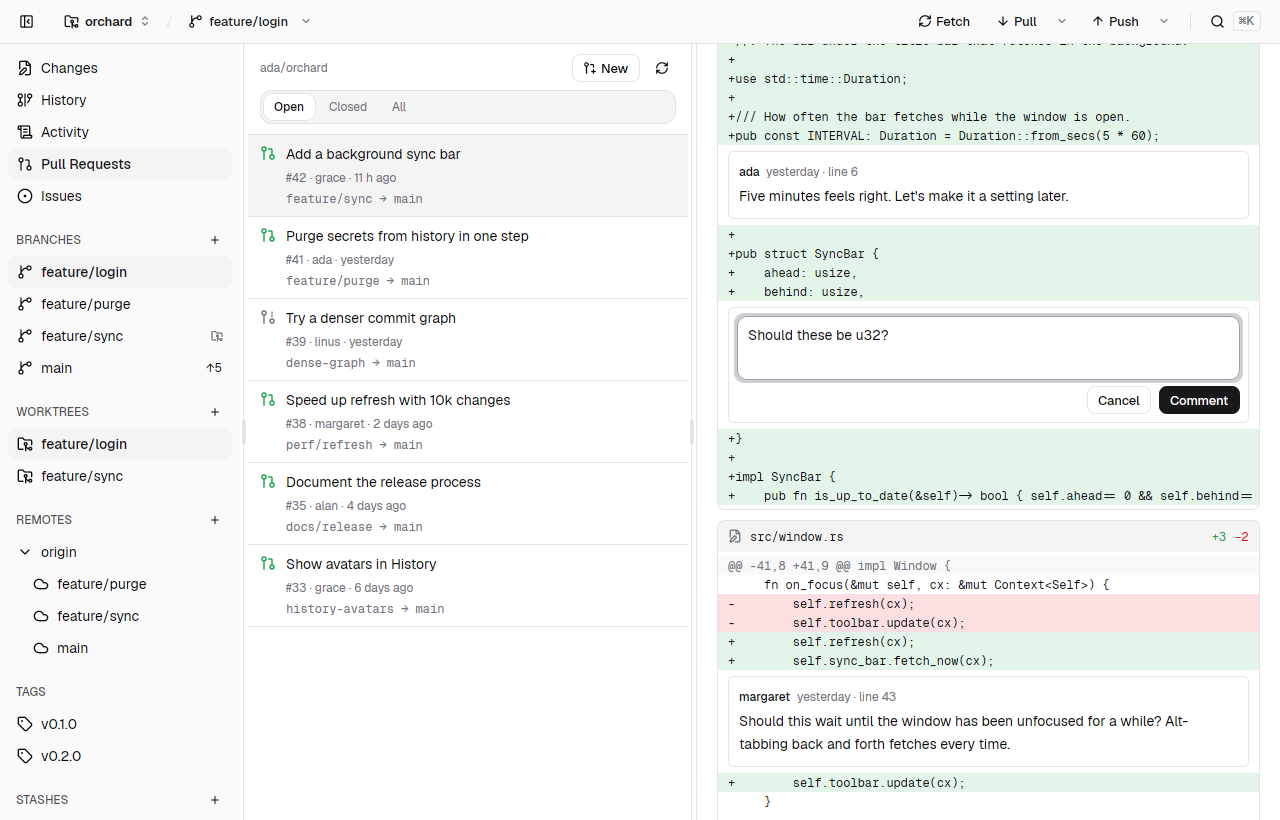 orchard
/
feature/login
Fetch
Pull
Push
⌘K
Changes
History
Activity
Pull Requests
Issues
BRANCHES
feature/login
feature/purge
feature/sync
main
↑5
WORKTREES
feature/login
feature/sync
REMOTES
origin
feature/purge
feature/sync
main
TAGS
v0.1.0
v0.2.0
STASHES
ada/orchard
New
Open
Closed
All
Add a background sync bar
#42 · grace · 11 h ago
feature/sync → main
Purge secrets from history in one step
#41 · ada · yesterday
feature/purge → main
Try a denser commit graph
#39 · linus · yesterday
dense-graph → main
Speed up refresh with 10k changes
#38 · margaret · 2 days ago
perf/refresh → main
Document the release process
#35 · alan · 4 days ago
docs/release → main
Show avatars in History
#33 · grace · 6 days ago
history-avatars → main
+
+use std::time::Duration;
+
+/// How often the bar fetches while the window is open.
+pub const INTERVAL: Duration = Duration::from_secs(5 * 60);
ada yesterday · line 6
Five minutes feels right. Let's make it a setting later.
+
+pub struct SyncBar {
+    ahead: usize,
+    behind: usize,
Should these be u32?
Cancel
Comment
+}
+
+impl SyncBar {
+    pub fn is_up_to_date(&self)-> bool { self.ahead== 0 && self.behind==
src/window.rs
+3 −2
@@ -41,8 +41,9 @@ impl Window {
     fn on_focus(&mut self, cx: &mut Context<Self>) {
-        self.refresh(cx);
-        self.toolbar.update(cx);
+        self.refresh(cx);
+        self.sync_bar.fetch_now(cx);
margaret yesterday · line 43
Should this wait until the window has been unfocused for a while? Alt-
tabbing back and forth fetches every time.
+        self.toolbar.update(cx);
     }